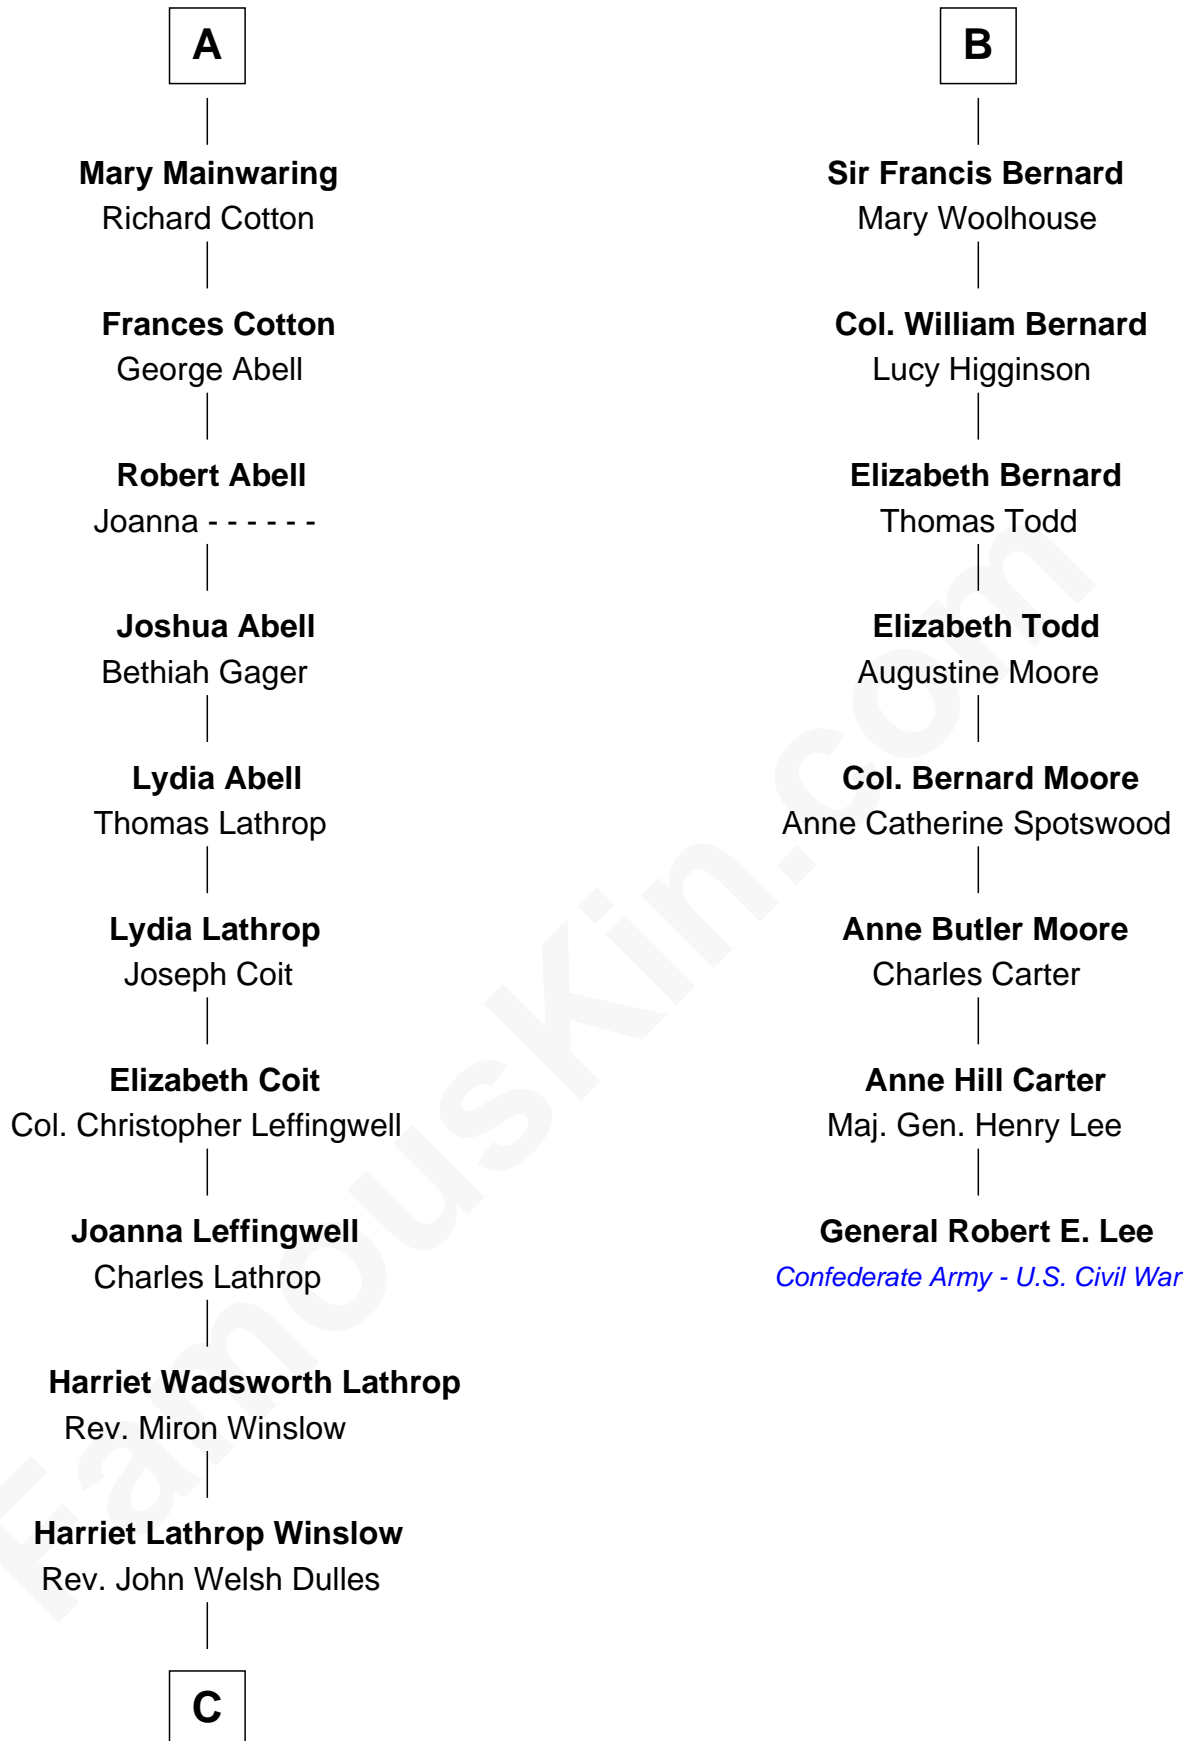 A
Mary Mainwaring
Richard Cotton
Frances Cotton
George Abell
Robert Abell
Joanna - - - - - -
Joshua Abell
Bethiah Gager
Lydia Abell
Thomas Lathrop
Lydia Lathrop
Joseph Coit
Elizabeth Coit
Col. Christopher Leffingwell
Joanna Leffingwell
Charles Lathrop
Harriet Wadsworth Lathrop
Rev. Miron Winslow
Harriet Lathrop Winslow
Rev. John Welsh Dulles
C
B
Sir Francis Bernard
Mary Woolhouse
Col. William Bernard
Lucy Higginson
Elizabeth Bernard
Thomas Todd
Elizabeth Todd
Augustine Moore
Col. Bernard Moore
Anne Catherine Spotswood
Anne Butler Moore
Charles Carter
Anne Hill Carter
Maj. Gen. Henry Lee
General Robert E. Lee
Confederate Army - U.S. Civil War
FamousKin.com